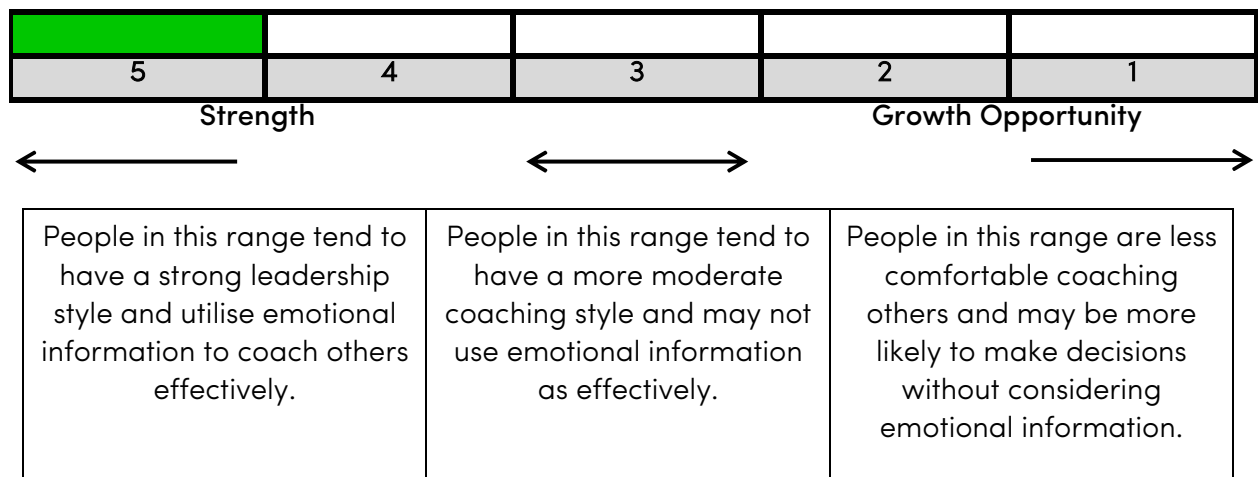 5 4 3 2 1
Strength Growth Opportunity
People in this range tend to
have a strong leadership
style and utilise emotional
information to coach others
effectively.
People in this range tend to
have a more moderate
coaching style and may not
use emotional information
as effectively.
People in this range are less
comfortable coaching
others and may be more
likely to make decisions
without considering
emotional information.